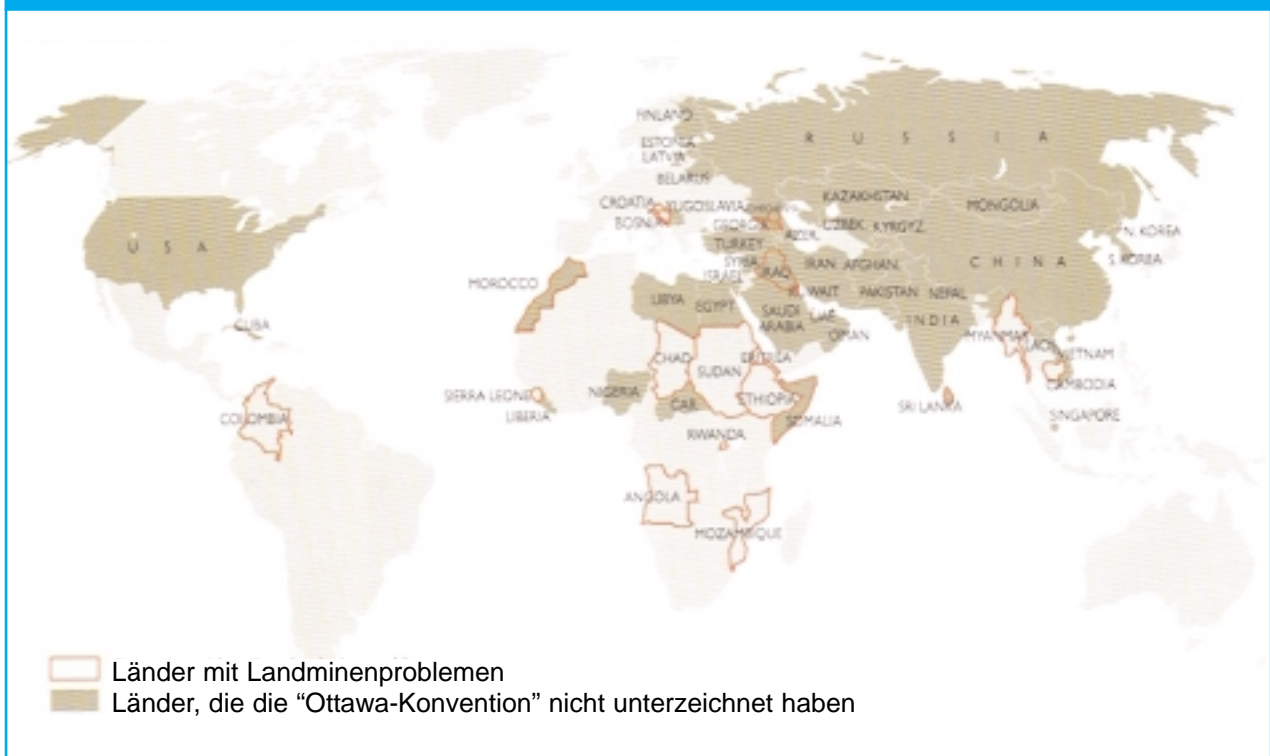 FINLAND
RUSSIA
ESTONIA
LATVIA
BELARUS
KAZAKHSTAN
CROATIA
YUGOSLAVIA
MONGOLIA
BOSNIA
GEORGIA
UZBEK
KYRGYZ
N. KOREA
AZER.
USA
TURKEY
S. KOREA
SYRIA
IRAN
AFGHAN.
CHINA
IRAQ
ISRAEL
MOROCCO
KUWAIT
PAKISTAN
NEPAL
LIBYA
EGYPT
SAUDI
ARABIA
UAE
INDIA
CUBA
OMAN
MYANMAR
LAOS
VIETNAM
CHAD
ERITREA
SUDAN
CAMBODIA
SIERRA LEONE
NIGERIA
ETHIOPIA
CAR
SRI LANKA
LIBERIA
SINGAPORE
COLOMBIA
SOMALIA
RWANDA
ANGOLA
MOZAMBIQUE
Länder mit Landminenproblemen
Länder, die die “Ottawa-Konvention” nicht unterzeichnet haben